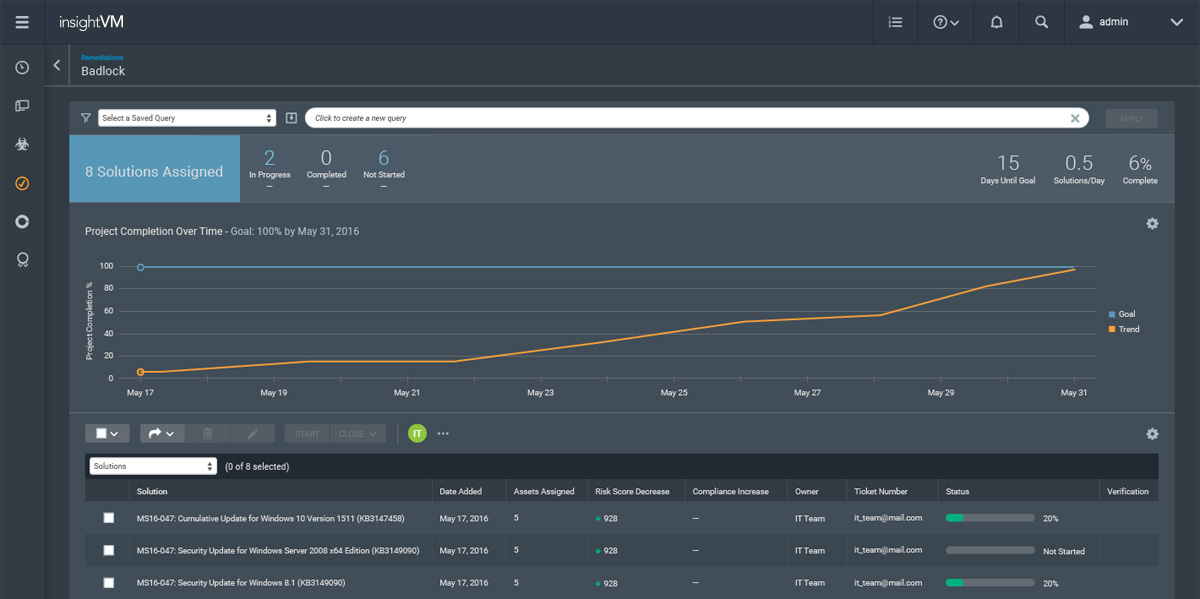 insightVM
admin
Remediations
Badlock
Select a Saved Query
Click to create a new query
APPLY
8 Solutions Assigned
2
In Progress
–
0
Completed
–
6
Not Started
–
15
Days Until Goal
0.5
Solutions/Day
6%
Complete
Project Completion Over Time - Goal: 100% by May 31, 2016
Project Completion %
100
80
60
40
20
0
May 17 May 19 May 21 May 23 May 25 May 27 May 29 May 31
Goal
Trend
START CLOSE IT
Solutions (0 of 8 selected)
Solution Date Added Assets Assigned Risk Score Decrease Compliance Increase Owner Ticket Number Status Verification
MS16-047: Cumulative Update for Windows 10 Version 1511 (KB3147458) May 17, 2016 5 928 – IT Team it_team@mail.com 20%
MS16-047: Security Update for Windows Server 2008 x64 Edition (KB3149090) May 17, 2016 5 928 – IT Team it_team@mail.com Not Started
MS16-047: Security Update for Windows 8.1 (KB3149090) May 17, 2016 5 928 – IT Team it_team@mail.com 20%